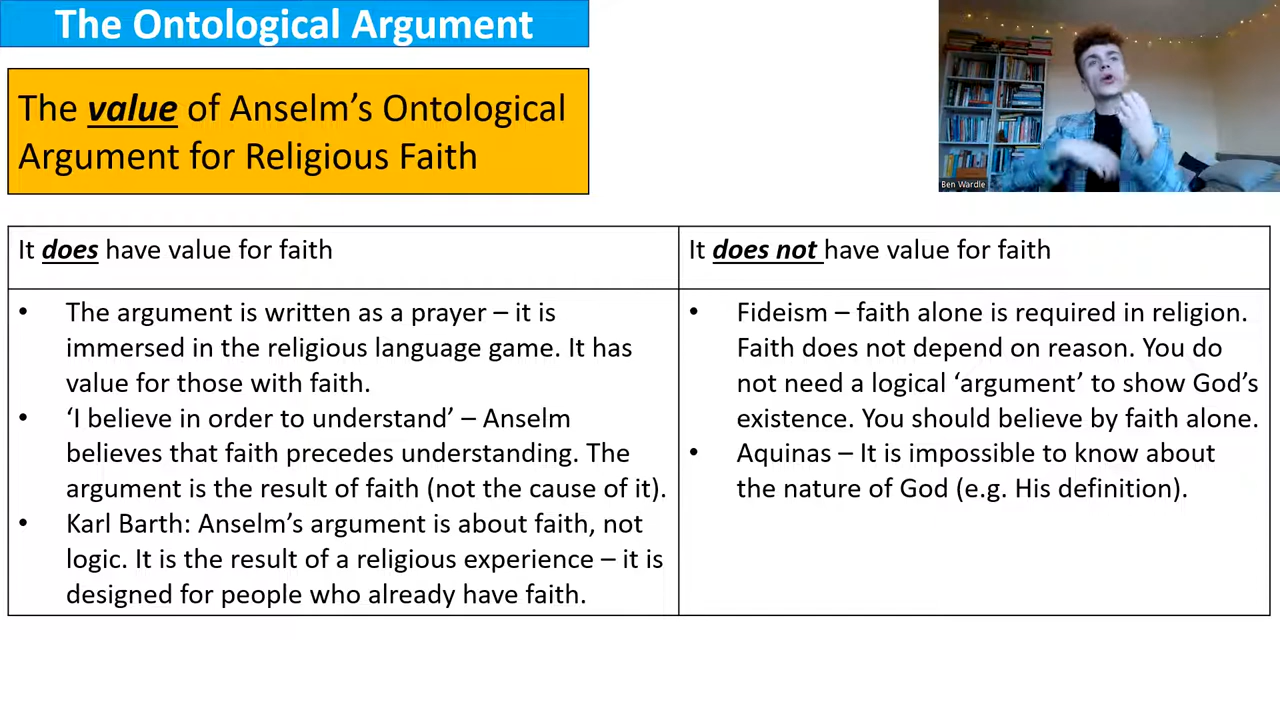 The Ontological Argument
The value of Anselm’s Ontological
Argument for Religious Faith
Ben Wardle
It does have value for faith
It does not have value for faith
• The argument is written as a prayer – it is
immersed in the religious language game. It has
value for those with faith.
• ‘I believe in order to understand’ – Anselm
believes that faith precedes understanding. The
argument is the result of faith (not the cause of it).
• Karl Barth: Anselm’s argument is about faith, not
logic. It is the result of a religious experience – it is
designed for people who already have faith.
• Fideism – faith alone is required in religion.
Faith does not depend on reason. You do
not need a logical ‘argument’ to show God’s
existence. You should believe by faith alone.
• Aquinas – It is impossible to know about
the nature of God (e.g. His definition).